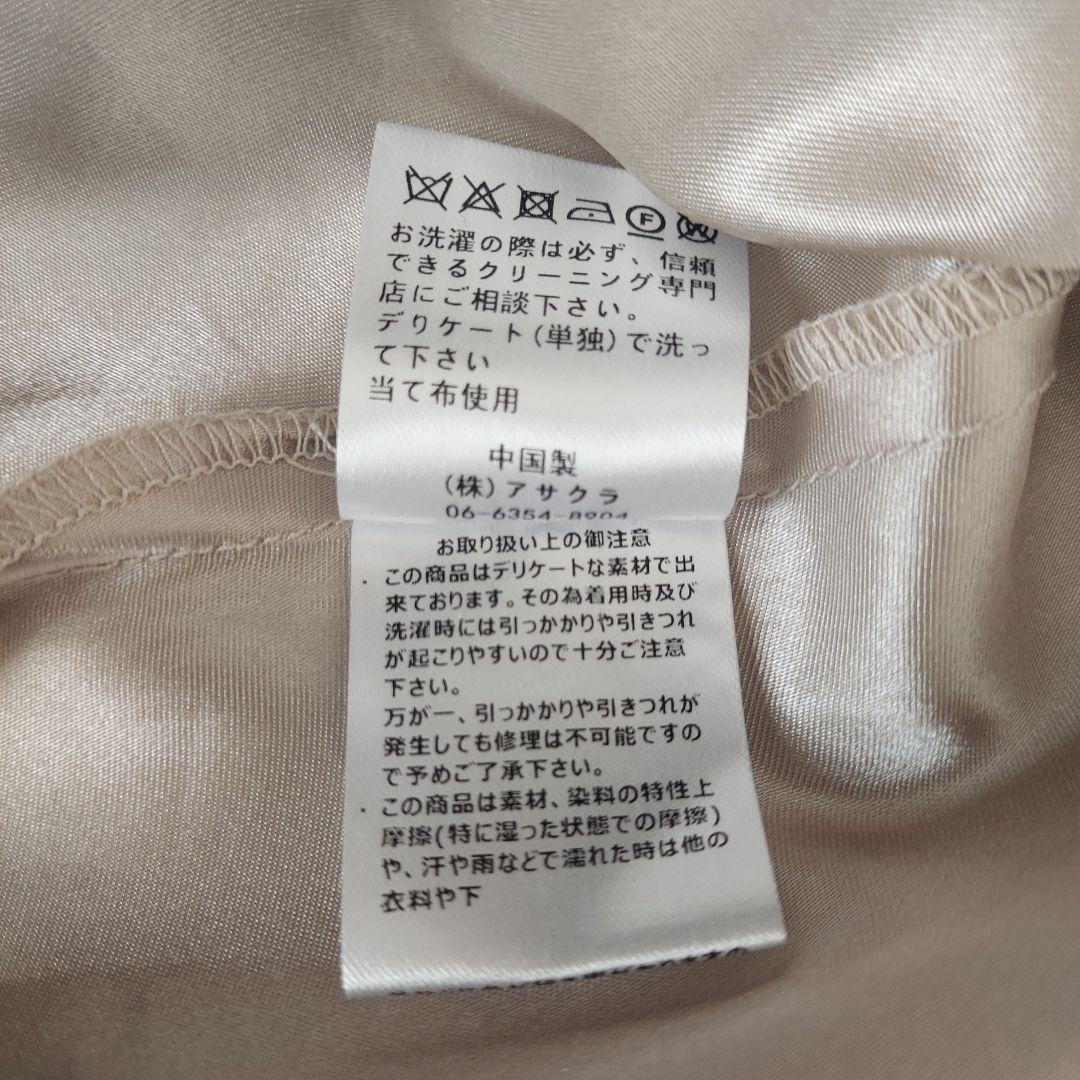 F
W
お洗濯の際は必ず、信頼
できるクリーニング専門
店にご相談下さい。
デリケート(単独)で洗っ
て下さい
当て布使用
中国製
(株)アサクラ
06-6354-8904
お取り扱い上の御注意
・この商品はデリケートな素材で出
来ております。その為着用時及び
洗濯時には引っかかりや引きつれ
が起こりやすいので十分ご注意
下さい。
万が一、引っかかりや引きつれが
発生しても修理は不可能ですの
で予めご了承下さい。
・この商品は素材、染料の特性上
摩擦(特に湿った状態での摩擦)
や、汗や雨などで濡れた時は他の
衣料や下